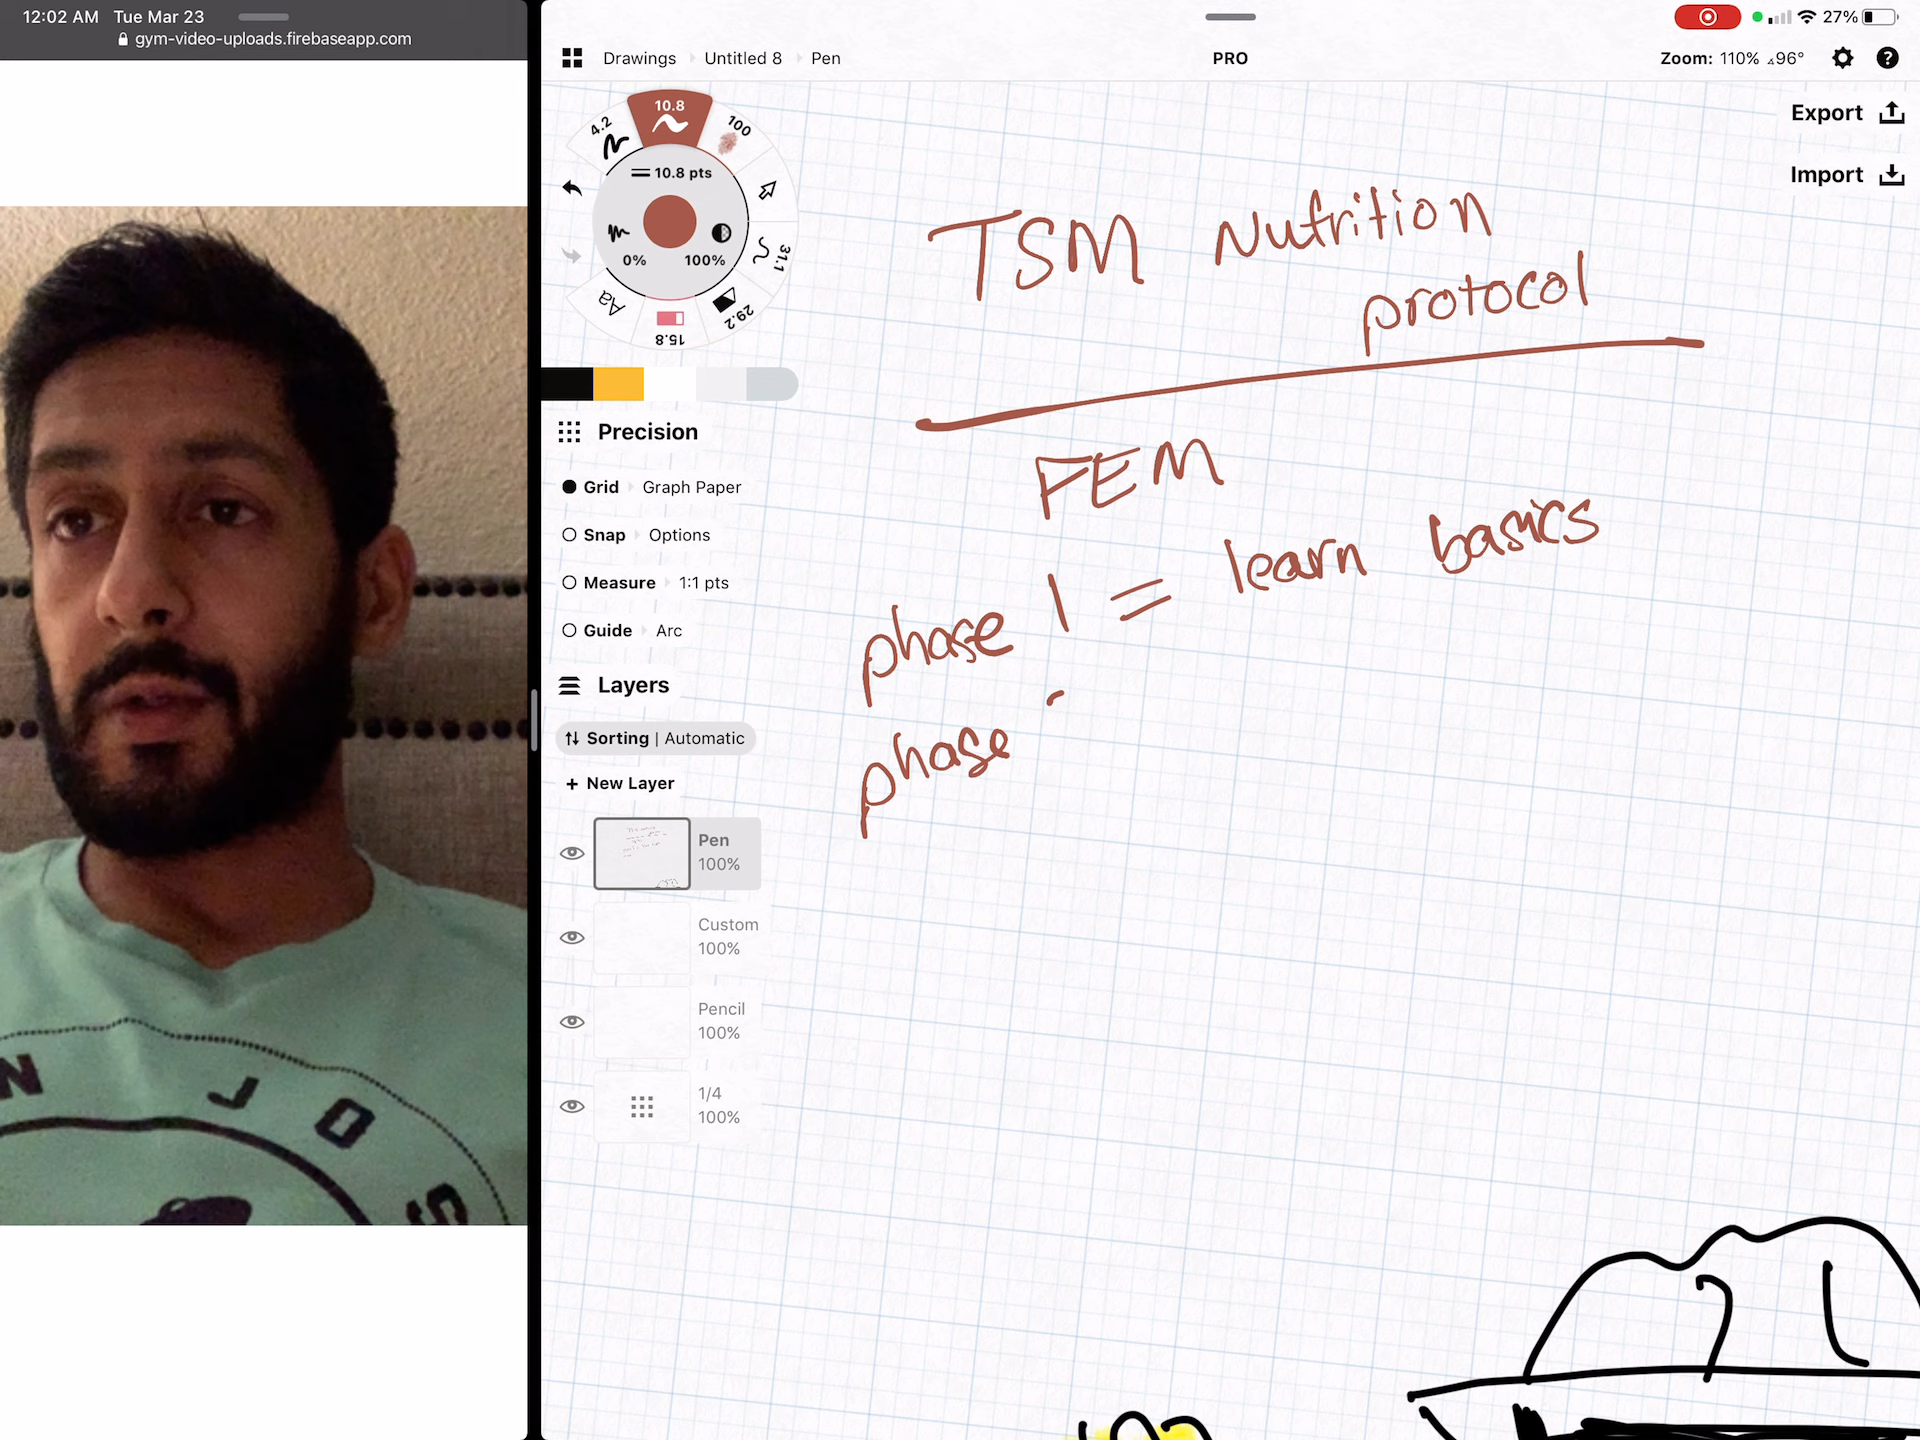 12:02 AM Tue Mar 23
gym-video-uploads.firebaseapp.com
27%
Drawings Untitled 8 Pen
PRO
Zoom: 110% 96°
Export
Import
4.2
10.8
100
10.8 pts
31.1
0%
100%
Aa
15.8
29.2
Precision
Grid Graph Paper
Snap Options
Measure 1:1 pts
Guide Arc
Layers
Sorting | Automatic
+ New Layer
Pen
100%
Custom
100%
Pencil
100%
1/4
100%
TSM Nutrition
protocol
FEM
phase 1 = learn basics
phase
N JOS